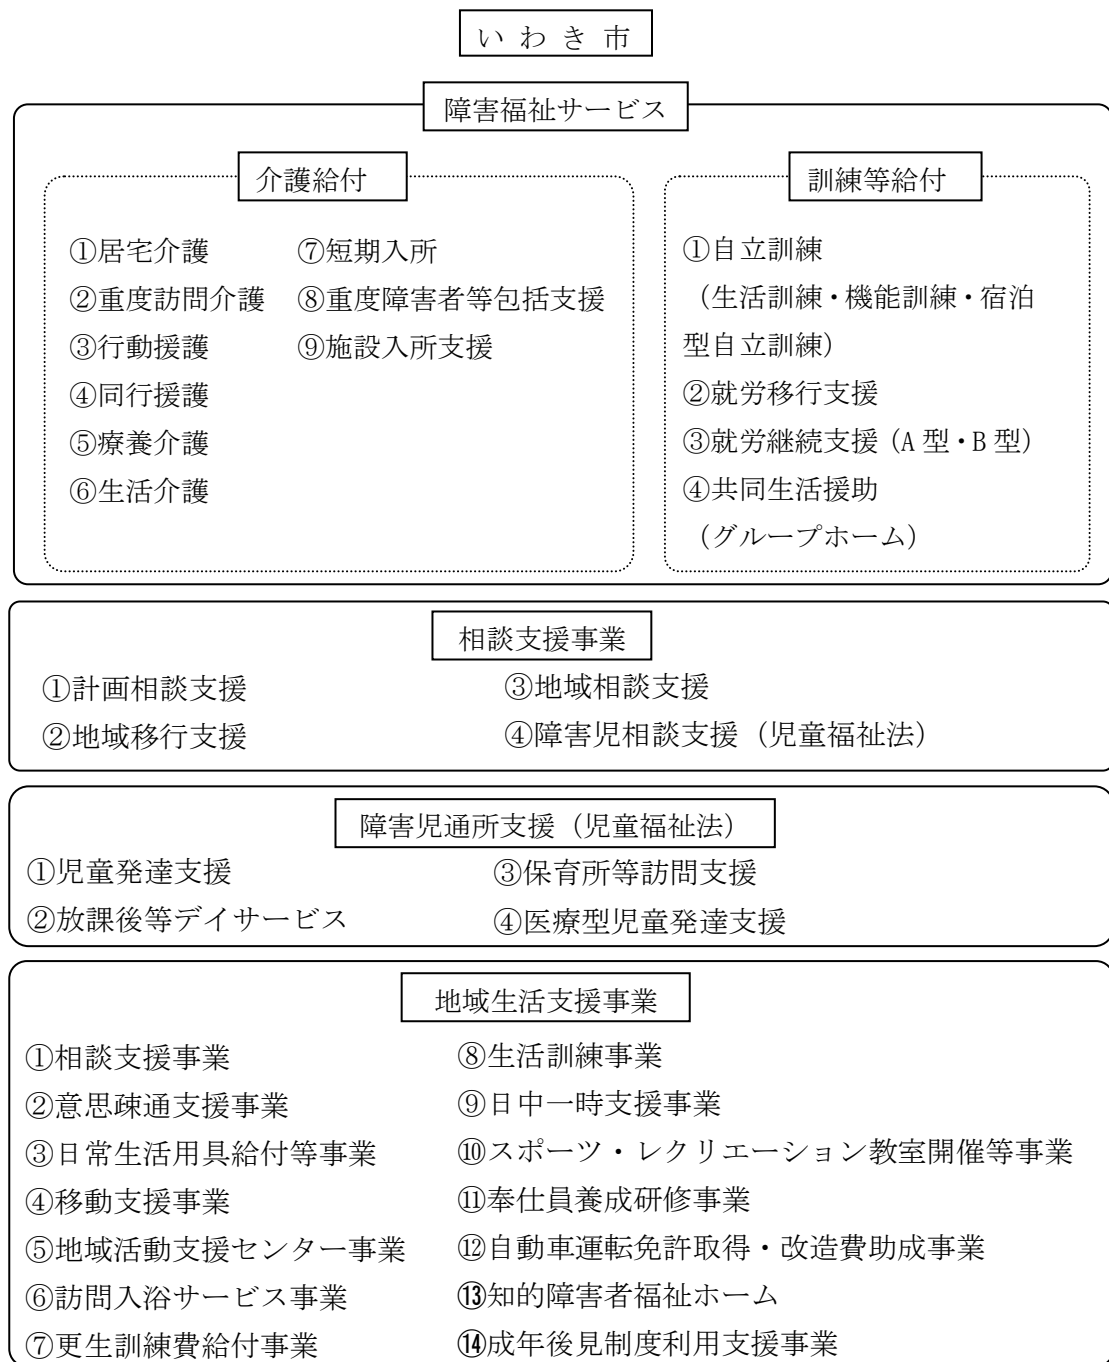 いわき市
障害福祉サービス
介護給付
①居宅介護
②重度訪問介護
③行動援護
④同行援護
⑤療養介護
⑥生活介護
⑦短期入所
⑧重度障害者等包括支援
⑨施設入所支援
訓練等給付
①自立訓練
（生活訓練・機能訓練・宿泊
型自立訓練）
②就労移行支援
③就労継続支援（A型・B型）
④共同生活援助
（グループホーム）
相談支援事業
①計画相談支援
②地域移行支援
③地域相談支援
④障害児相談支援（児童福祉法）
障害児通所支援（児童福祉法）
①児童発達支援
②放課後等デイサービス
③保育所等訪問支援
④医療型児童発達支援
地域生活支援事業
①相談支援事業
②意思疎通支援事業
③日常生活用具給付等事業
④移動支援事業
⑤地域活動支援センター事業
⑥訪問入浴サービス事業
⑦更生訓練費給付事業
⑧生活訓練事業
⑨日中一時支援事業
⑩スポーツ・レクリエーション教室開催等事業
⑪奉仕員養成研修事業
⑫自動車運転免許取得・改造費助成事業
⑬知的障害者福祉ホーム
⑭成年後見制度利用支援事業